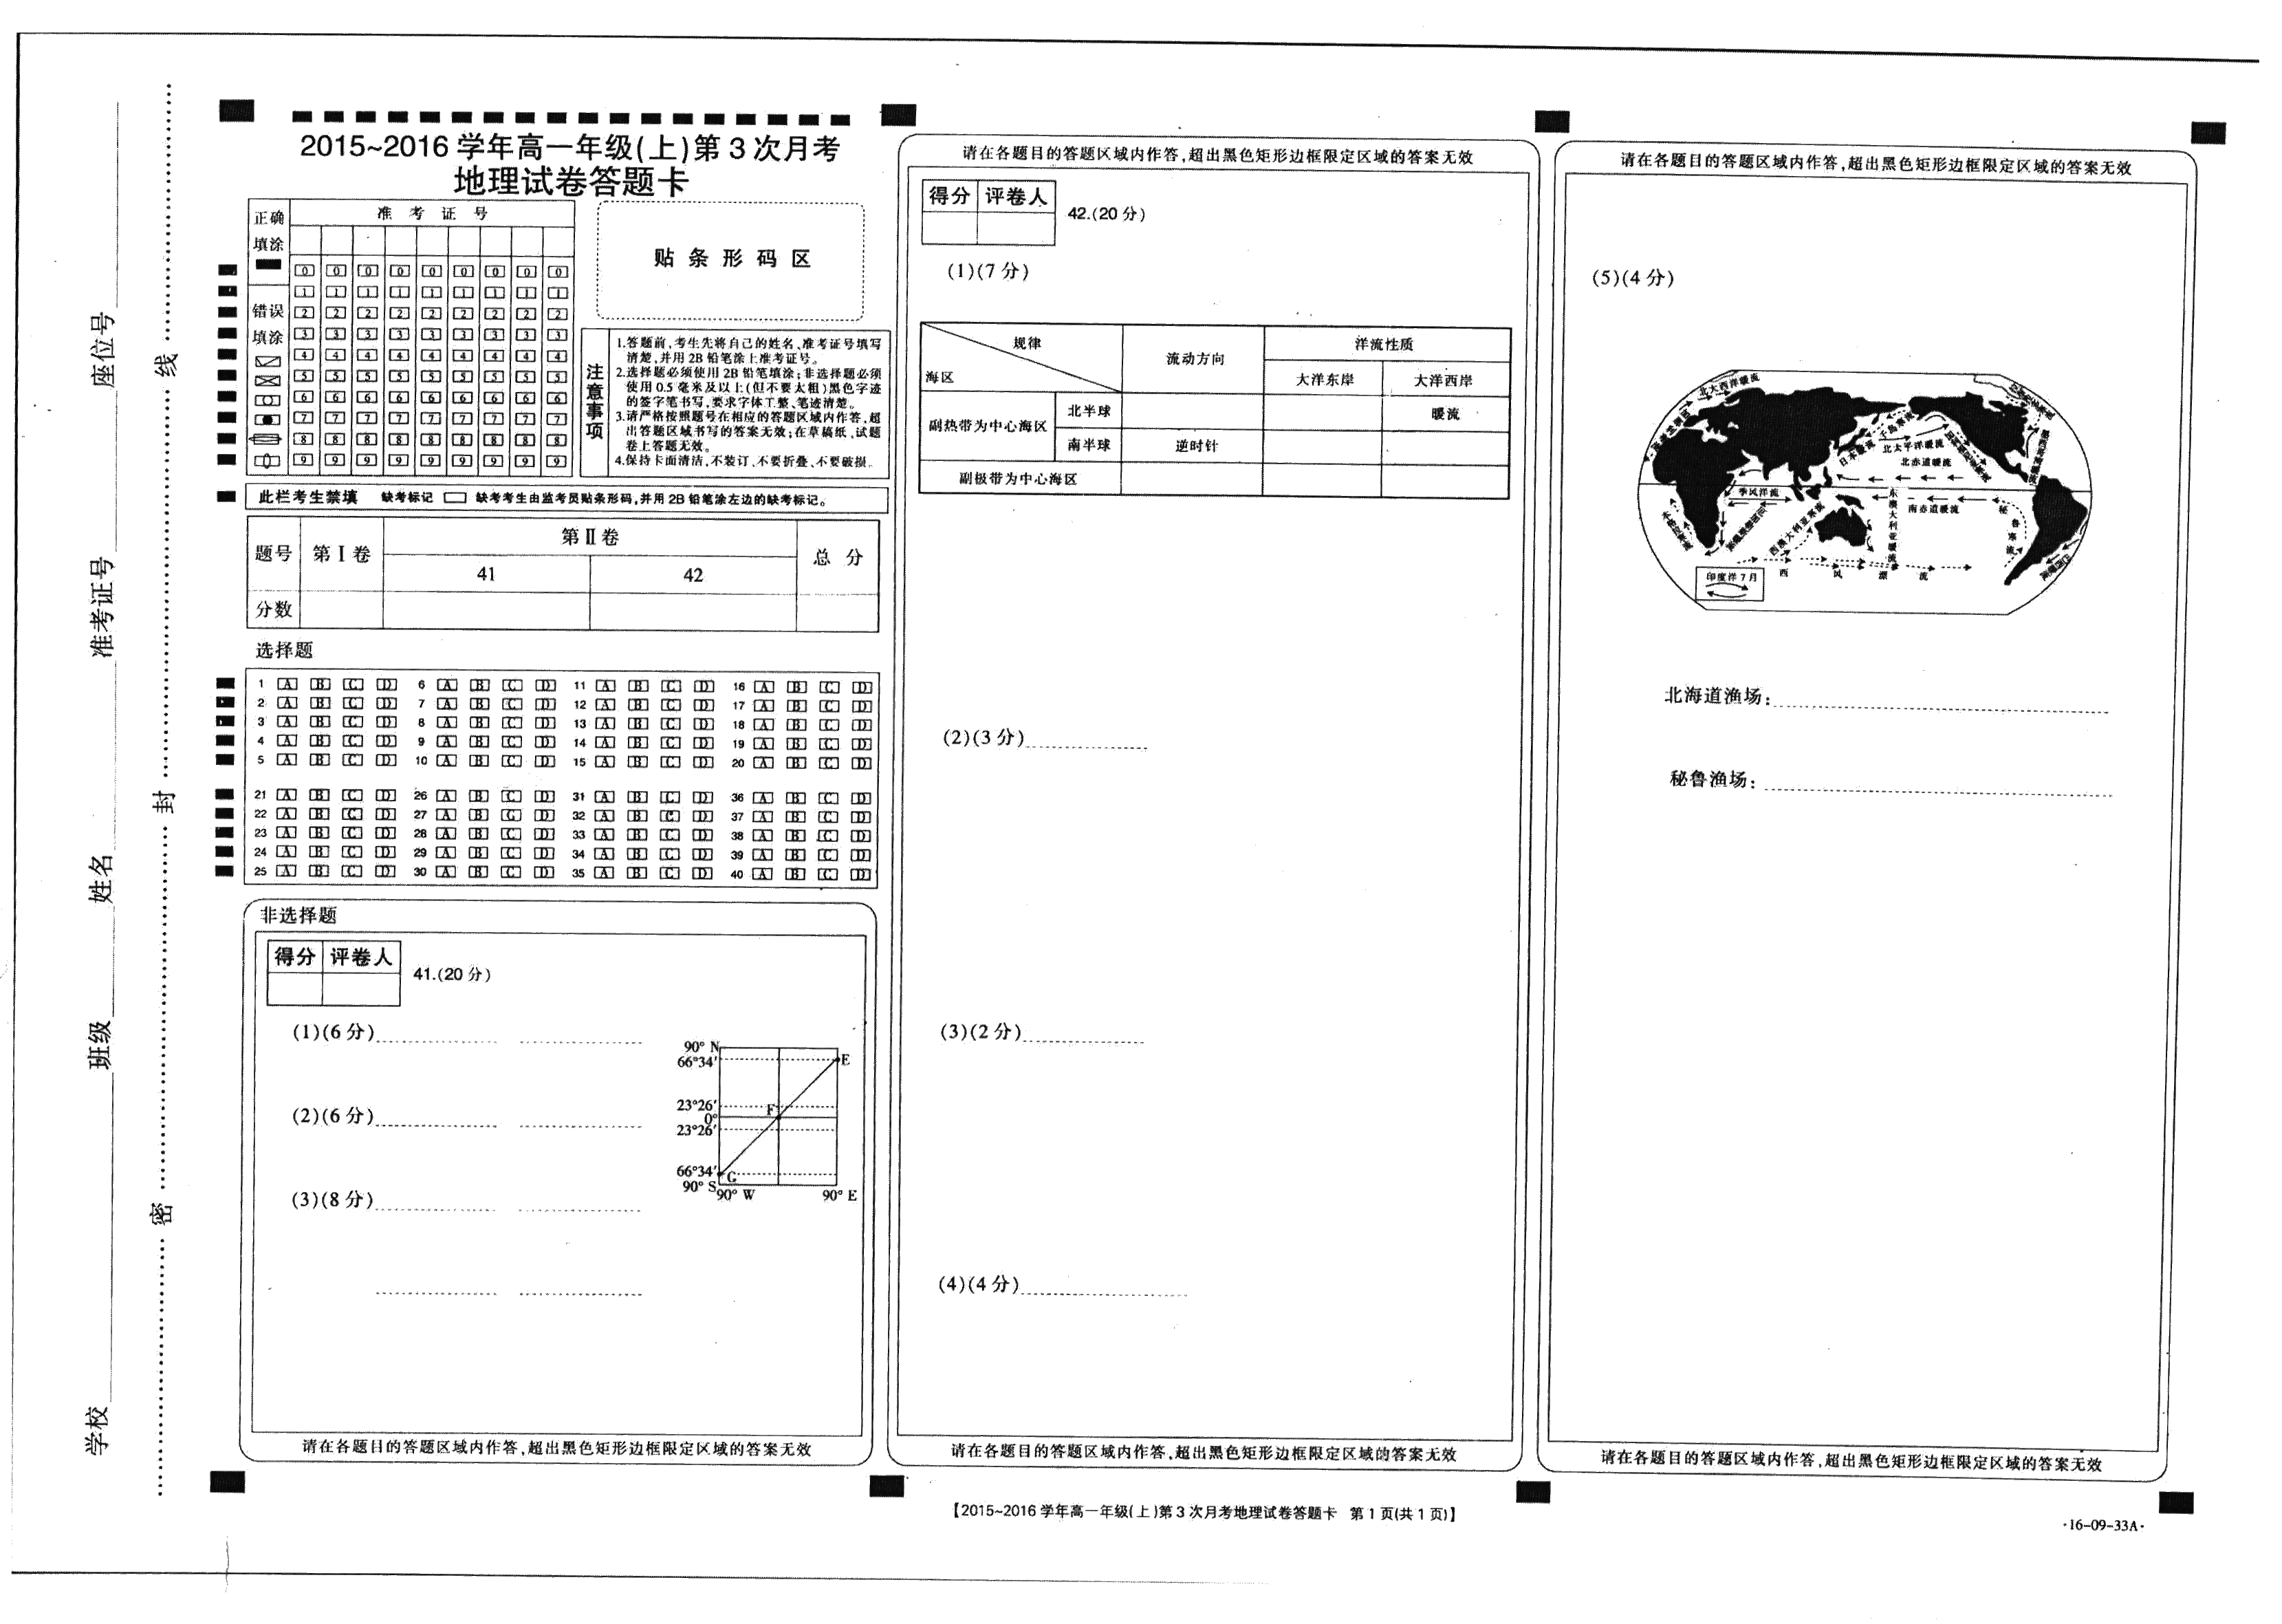 座位号
准考证号
姓名
班级
学校
线
封
密
2015~2016 学年高一年级(上)第 3 次月考
地理试卷答题卡
正确
填涂
错误
填涂
准 考 证 号
0 0 0 0 0 0 0 0 0
1 1 1 1 1 1 1 1 1
2 2 2 2 2 2 2 2 2
3 3 3 3 3 3 3 3 3
4 4 4 4 4 4 4 4 4
5 5 5 5 5 5 5 5 5
6 6 6 6 6 6 6 6 6
7 7 7 7 7 7 7 7 7
8 8 8 8 8 8 8 8 8
9 9 9 9 9 9 9 9 9
贴 条 形 码 区
注意事项
1.答题前,考生先将自己的姓名、准考证号填写
清楚,并用 2B 铅笔涂上准考证号。
2.选择题必须使用 2B 铅笔填涂;非选择题必须
使用 0.5 毫米及以上(但不要太粗)黑色字迹
的签字笔书写,要求字体工整、笔迹清楚。
3.请严格按照题号在相应的答题区域内作答,超
出答题区域书写的答案无效;在草稿纸、试题
卷上答题无效。
4.保持卡面清洁,不装订、不要折叠、不要破损。
此栏考生禁填 缺考标记 缺考考生由监考员贴条形码,并用 2B 铅笔涂左边的缺考标记。
题号 第 Ⅰ 卷 第 Ⅱ 卷 总 分
41 42
分数
选择题
1 A B C D 6 A B C D 11 A B C D 16 A B C D
2 A B C D 7 A B C D 12 A B C D 17 A B C D
3 A B C D 8 A B C D 13 A B C D 18 A B C D
4 A B C D 9 A B C D 14 A B C D 19 A B C D
5 A B C D 10 A B C D 15 A B C D 20 A B C D
21 A B C D 26 A B C D 31 A B C D 36 A B C D
22 A B C D 27 A B C D 32 A B C D 37 A B C D
23 A B C D 28 A B C D 33 A B C D 38 A B C D
24 A B C D 29 A B C D 34 A B C D 39 A B C D
25 A B C D 30 A B C D 35 A B C D 40 A B C D
非选择题
得分 评卷人
41.(20 分)
(1)(6 分)
(2)(6 分)
(3)(8 分)
90° N
66°34′ E
23°26′ F
0°
23°26′
66°34′ G
90° S
90° W 90° E
请在各题目的答题区域内作答,超出黑色矩形边框限定区域的答案无效
请在各题目的答题区域内作答,超出黑色矩形边框限定区域的答案无效
得分 评卷人
42.(20 分)
(1)(7 分)
规律
海区
流动方向
洋流性质
大洋东岸 大洋西岸
副热带为中心海区
北半球 暖流
南半球 逆时针
副极带为中心海区
(2)(3 分)
(3)(2 分)
(4)(4 分)
请在各题目的答题区域内作答,超出黑色矩形边框限定区域的答案无效
请在各题目的答题区域内作答,超出黑色矩形边框限定区域的答案无效
(5)(4 分)
北大西洋暖流
千岛寒流
日本暖流
北太平洋暖流
北赤道暖流
季风洋流
南赤道暖流
东澳大利亚暖流
秘鲁寒流
西澳大利亚寒流
西 风 漂 流
印度洋 7 月
北海道渔场:
秘鲁渔场:
请在各题目的答题区域内作答,超出黑色矩形边框限定区域的答案无效
【2015~2016 学年高一年级(上)第 3 次月考地理试卷答题卡 第 1 页(共 1 页)】
·16-09-33A·